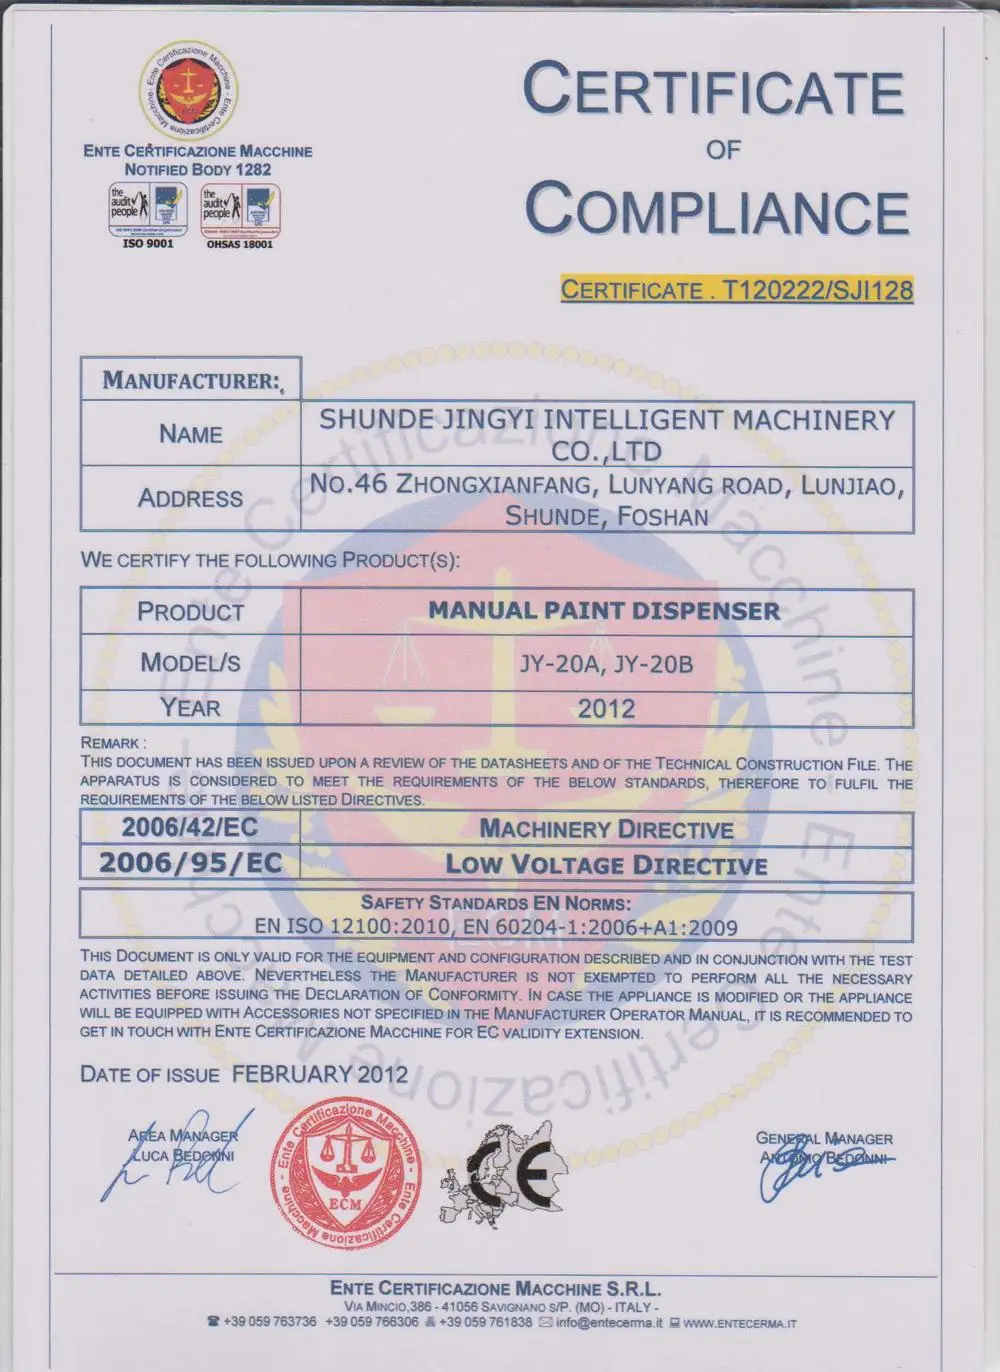 Ente Certificazione Macchine - Ente Certificazione Macchine -
CERTIFICATE
OF
COMPLIANCE
ENTE CERTIFICAZIONE MACCHINE
NOTIFIED BODY 1282
the audit people
the audit people
ISO 9001
OHSAS 18001
CERTIFICATE . T120222/SJI128
MANUFACTURER:
NAME
SHUNDE JINGYI INTELLIGENT MACHINERY
CO.,LTD
ADDRESS
NO.46 ZHONGXIANFANG, LUNYANG ROAD, LUNJIAO,
SHUNDE, FOSHAN
WE CERTIFY THE FOLLOWING PRODUCT(S):
PRODUCT
MANUAL PAINT DISPENSER
MODEL/S
JY-20A, JY-20B
YEAR
2012
REMARK :
THIS DOCUMENT HAS BEEN ISSUED UPON A REVIEW OF THE DATASHEETS AND OF THE TECHNICAL CONSTRUCTION FILE. THE
APPARATUS IS CONSIDERED TO MEET THE REQUIREMENTS OF THE BELOW STANDARDS, THEREFORE TO FULFIL THE
REQUIREMENTS OF THE BELOW LISTED DIRECTIVES.
2006/42/EC
MACHINERY DIRECTIVE
2006/95/EC
LOW VOLTAGE DIRECTIVE
SAFETY STANDARDS EN NORMS:
EN ISO 12100:2010, EN 60204-1:2006+A1:2009
THIS DOCUMENT IS ONLY VALID FOR THE EQUIPMENT AND CONFIGURATION DESCRIBED AND IN CONJUNCTION WITH THE TEST
DATA DETAILED ABOVE. NEVERTHELESS THE MANUFACTURER IS NOT EXEMPTED TO PERFORM ALL THE NECESSARY
ACTIVITIES BEFORE ISSUING THE DECLARATION OF CONFORMITY. IN CASE THE APPLIANCE IS MODIFIED OR THE APPLIANCE
WILL BE EQUIPPED WITH ACCESSORIES NOT SPECIFIED IN THE MANUFACTURER OPERATOR MANUAL, IT IS RECOMMENDED TO
GET IN TOUCH WITH ENTE CERTIFICAZIONE MACCHINE FOR EC VALIDITY EXTENSION.
DATE OF ISSUE FEBRUARY 2012
AREA MANAGER
LUCA BEDONNI
Ente Certificazione Macchine - Ente Certificazione Macchine -
ECM
CE
GENERAL MANAGER
ANTONIO BEDONNI
ENTE CERTIFICAZIONE MACCHINE S.R.L.
VIA MINCIO,386 - 41056 SAVIGNANO S/P. (MO) - ITALY -
+39 059 763736 +39 059 766306 +39 059 761838 info@entecerma.it WWW.ENTECERMA.IT